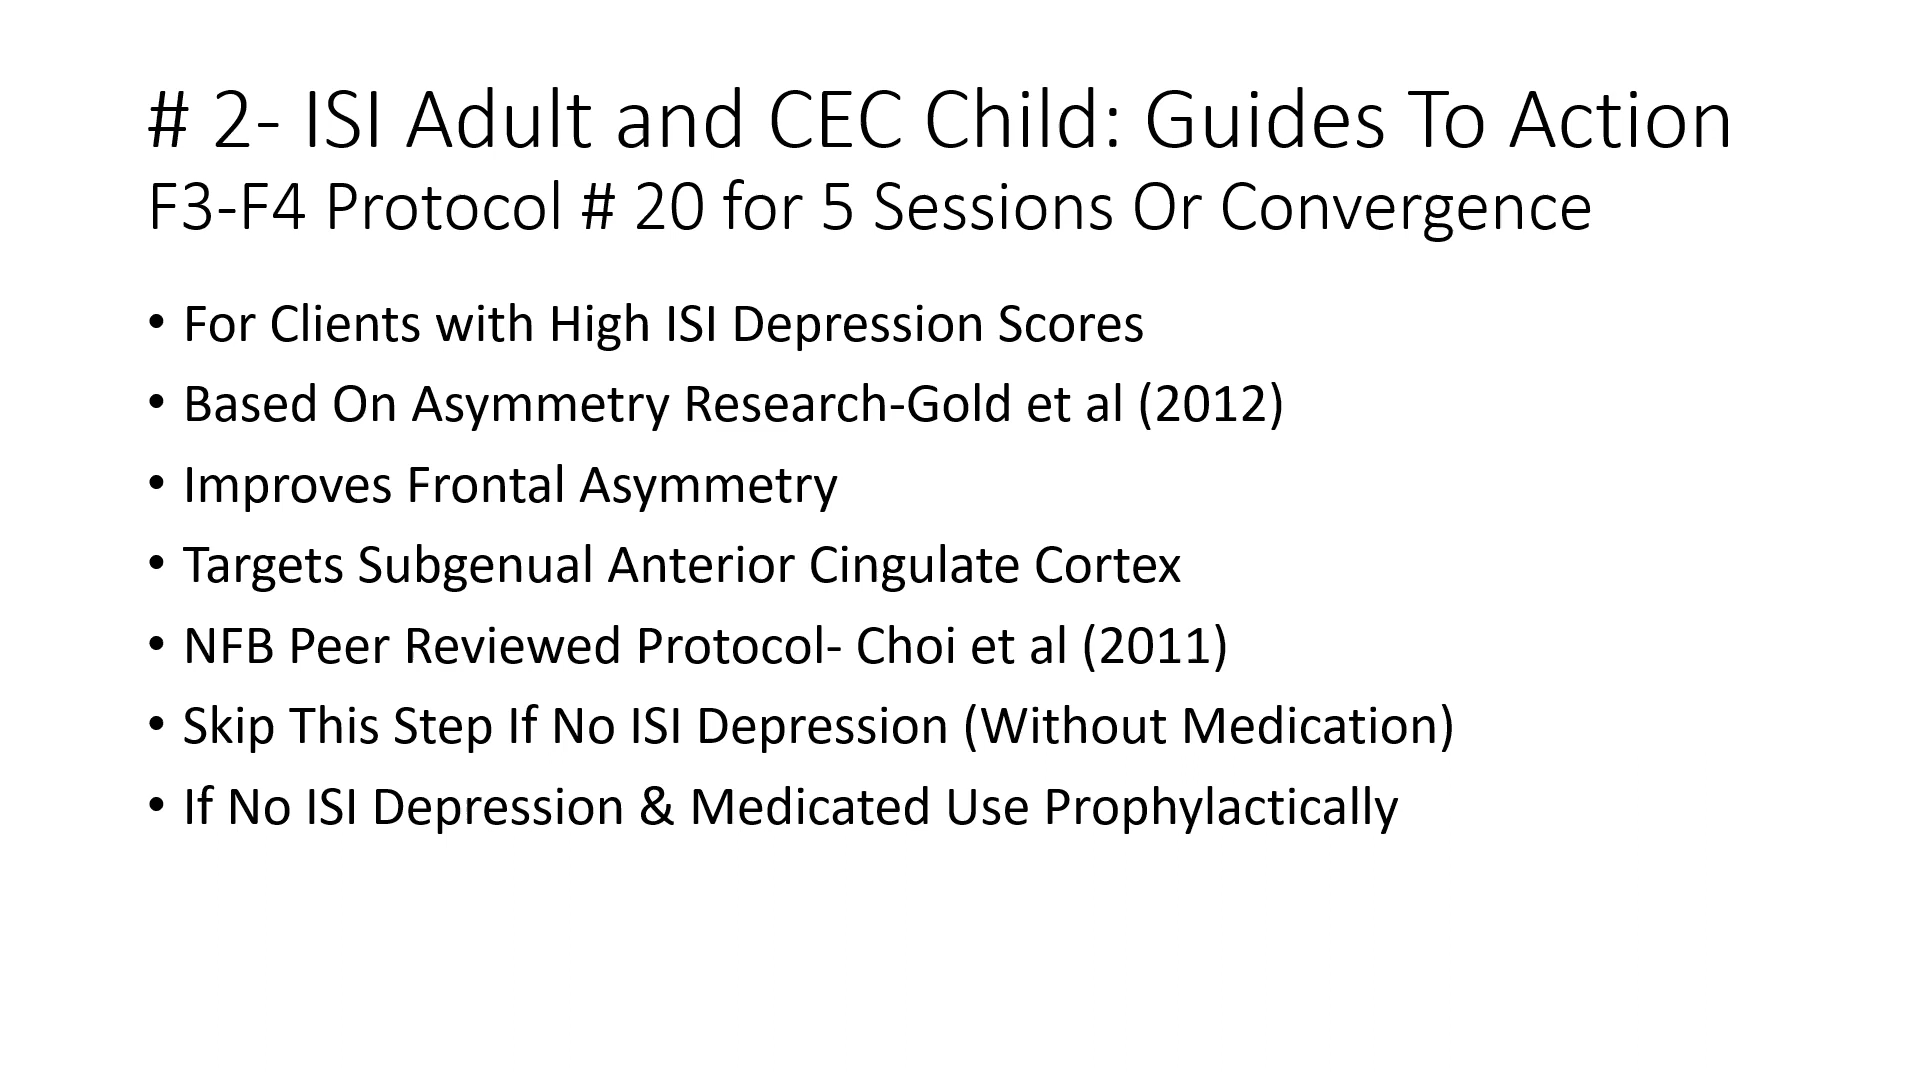 # 2- ISI Adult and CEC Child: Guides To Action
F3-F4 Protocol # 20 for 5 Sessions Or Convergence
• For Clients with High ISI Depression Scores
• Based On Asymmetry Research-Gold et al (2012)
• Improves Frontal Asymmetry
• Targets Subgenual Anterior Cingulate Cortex
• NFB Peer Reviewed Protocol- Choi et al (2011)
• Skip This Step If No ISI Depression (Without Medication)
• If No ISI Depression & Medicated Use Prophylactically